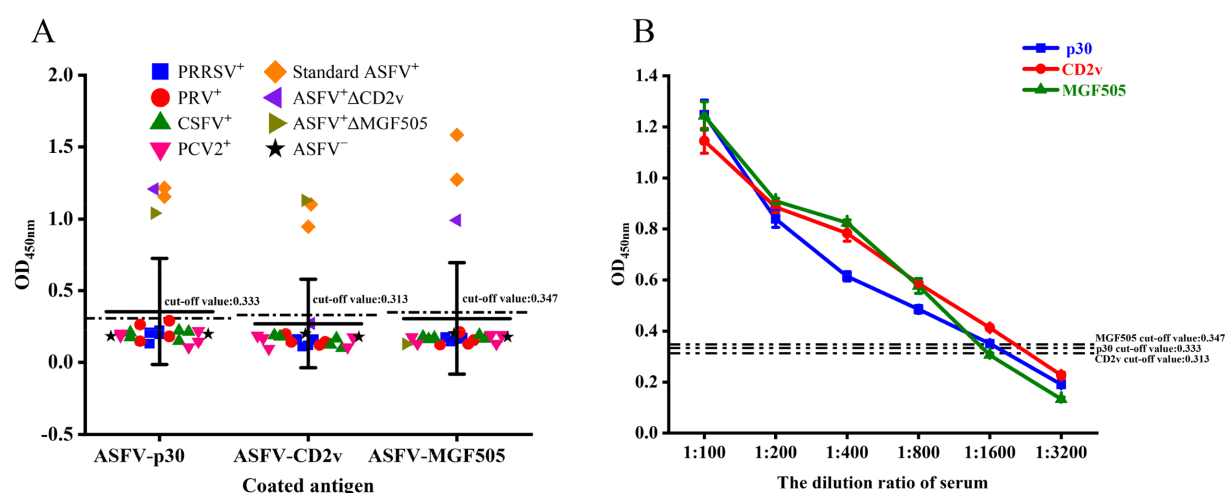 A
PRRSV+
PRV+
CSFV+
PCV2+
Standard ASFV+
ASFV+ΔCD2v
ASFV+ΔMGF505
ASFV−
2.0
1.5
1.0
0.5
0.0
-0.5
OD450nm
cut-off value:0.333
cut-off value:0.313
cut-off value:0.347
ASFV-p30
ASFV-CD2v
ASFV-MGF505
Coated antigen
B
p30
CD2v
MGF505
1.4
1.2
1.0
0.8
0.6
0.4
0.2
0.0
OD450nm
MGF505 cut-off value:0.347
p30 cut-off value:0.333
CD2v cut-off value:0.313
1:100
1:200
1:400
1:800
1:1600
1:3200
The dilution ratio of serum